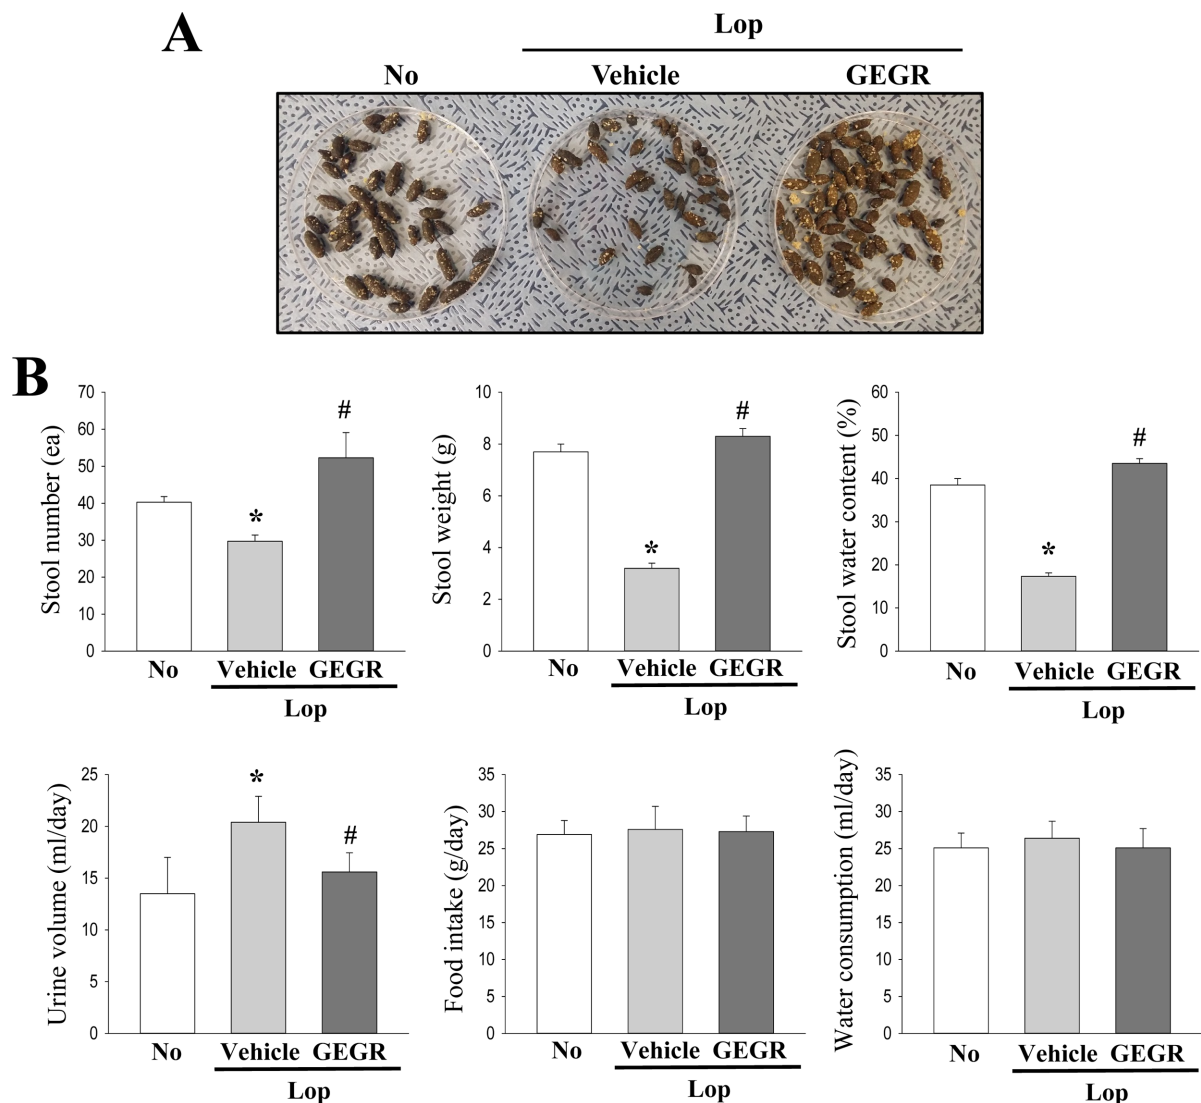 A
Lop
No Vehicle GEGR
B
Stool number (ea)
70
60
50
40
30
20
10
0
*
#
No Vehicle GEGR
Lop
Stool weight (g)
10
8
6
4
2
0
*
#
No Vehicle GEGR
Lop
Stool water content (%)
60
50
40
30
20
10
0
*
#
No Vehicle GEGR
Lop
Urine volume (ml/day)
25
20
15
10
5
0
*
#
No Vehicle GEGR
Lop
Food intake (g/day)
35
30
25
20
15
10
5
0
No Vehicle GEGR
Lop
Water consumption (ml/day)
35
30
25
20
15
10
5
0
No Vehicle GEGR
Lop